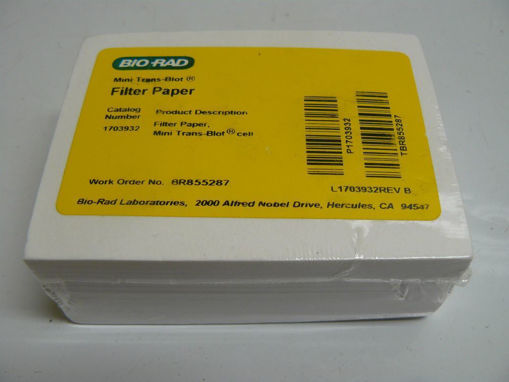 BIO-RAD
Mini Trans-Blot ®
Filter Paper
Catalog Number Product Description
1703932 Filter Paper, Mini Trans-Blot® cell
P1703932
TBR855287
Work Order No. BR855287
L1703932REV B
Bio-Rad Laboratories, 2000 Alfred Nobel Drive, Hercules, CA 94547